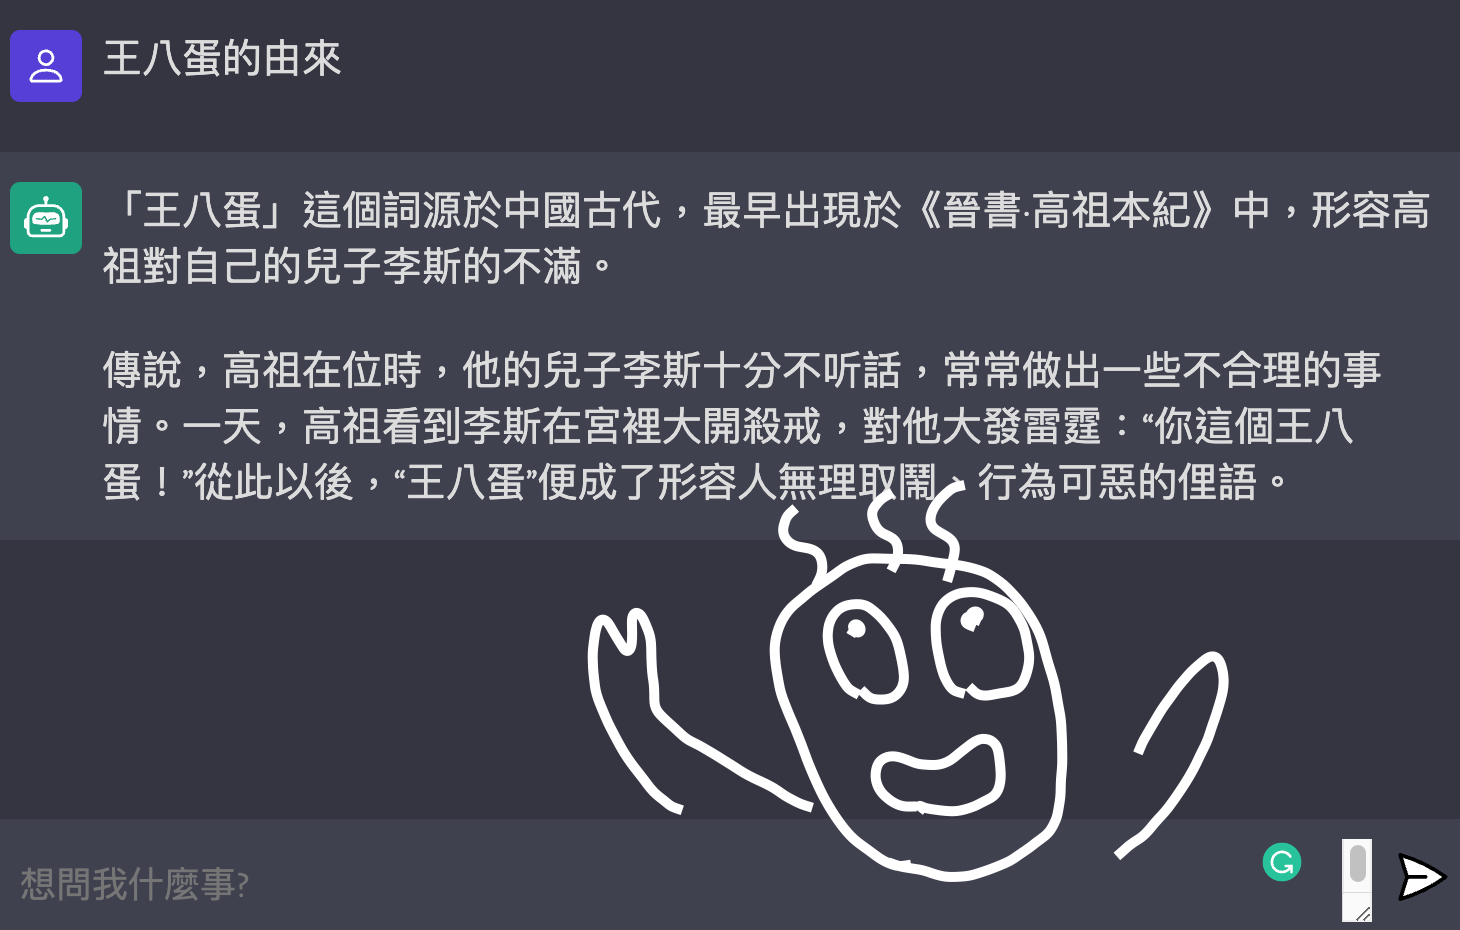 王八蛋的由來
「王八蛋」這個詞源於中國古代，最早出現於《晉書·高祖本紀》中，形容高
祖對自己的兒子李斯的不滿。
傳說，高祖在位時，他的兒子李斯十分不听話，常常做出一些不合理的事
情。一天，高祖看到李斯在宮裡大開殺戒，對他大發雷霆：“你這個王八
蛋！”從此以後，“王八蛋”便成了形容人無理取鬧、行為可惡的俚語。
想問我什麼事?